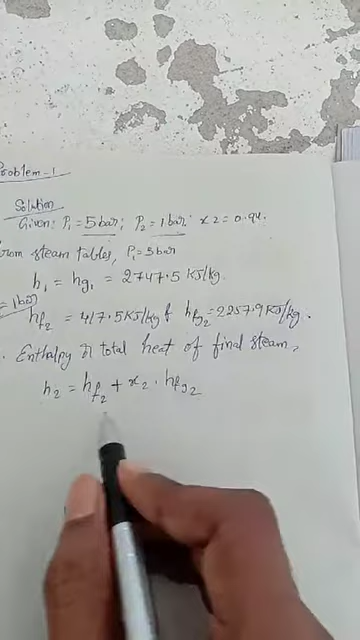 Problem-1
Solution
Given: P1 = 5 bar; P2 = 1 bar; x2 = 0.94.
from steam tables, P1 = 5 bar
h1 = hg1 = 2747.5 KJ/kg.
= 1 bar
hf2 = 417.5 KJ/kg & hfg2 = 2257.9 KJ/kg.
Enthalpy or total heat of final steam,
h2 = hf2 + x2 . hfg2